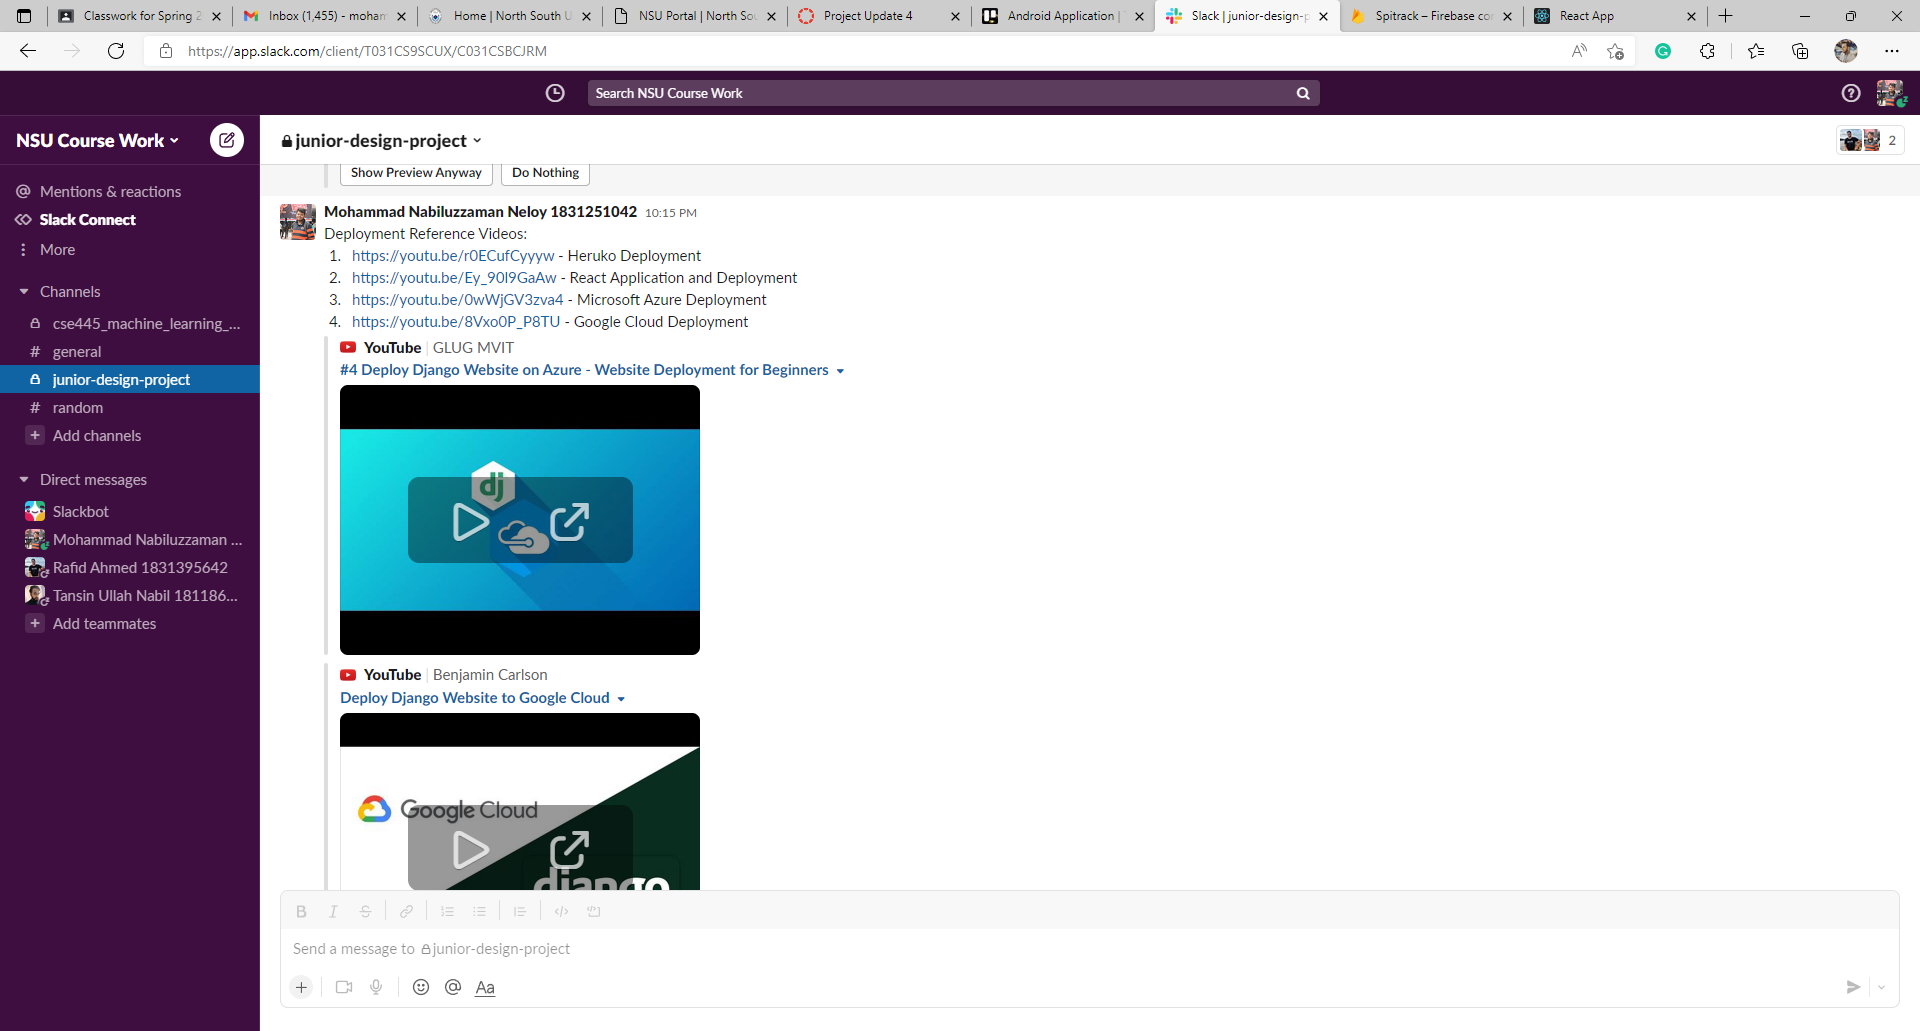 Classwork for Spring 2
Inbox (1,455) - moham
Home | North South U
NSU Portal | North Sou
Project Update 4
Android Application | T
Slack | junior-design-p
Spitrack – Firebase con
React App
https://app.slack.com/client/T031CS9SCUX/C031CSBCJRM
Search NSU Course Work
NSU Course Work
Mentions & reactions
Slack Connect
More
Channels
cse445_machine_learning_...
# general
junior-design-project
# random
+ Add channels
Direct messages
Slackbot
Mohammad Nabiluzzaman ...
Rafid Ahmed 1831395642
Tansin Ullah Nabil 181186...
+ Add teammates
junior-design-project
2
Show Preview Anyway Do Nothing
Mohammad Nabiluzzaman Neloy 1831251042 10:15 PM
Deployment Reference Videos:
1. https://youtu.be/r0ECufCyyyw - Heruko Deployment
2. https://youtu.be/Ey_90l9GaAw - React Application and Deployment
3. https://youtu.be/0wWjGV3zva4 - Microsoft Azure Deployment
4. https://youtu.be/8Vxo0P_P8TU - Google Cloud Deployment
YouTube | GLUG MVIT
#4 Deploy Django Website on Azure - Website Deployment for Beginners
dj
YouTube | Benjamin Carlson
Deploy Django Website to Google Cloud
Google Cloud
django
B I S
Send a message to junior-design-project
+ @ Aa